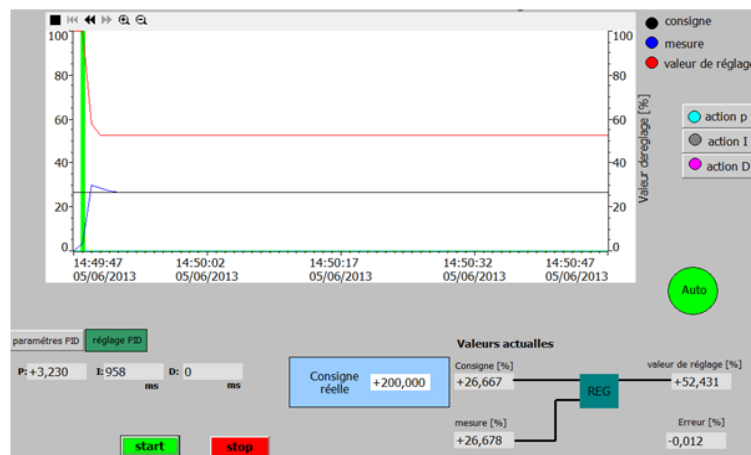 consigne
mesure
valeur de réglage
100
80
60
40
20
0
100
80
60
40
20
0
Valeur dereglage [%]
14:49:47
05/06/2013
14:50:02
05/06/2013
14:50:17
05/06/2013
14:50:32
05/06/2013
14:50:47
05/06/2013
action p
action I
action D
Auto
paramétres PID
réglage PID
P: +3,230
I: 958
ms
D: 0
ms
Consigne
réelle
+200,000
Valeurs actualles
Consigne [%]
+26,667
mesure [%]
+26,678
REG
valeur de réglage [%]
+52,431
Erreur [%]
-0,012
start
stop